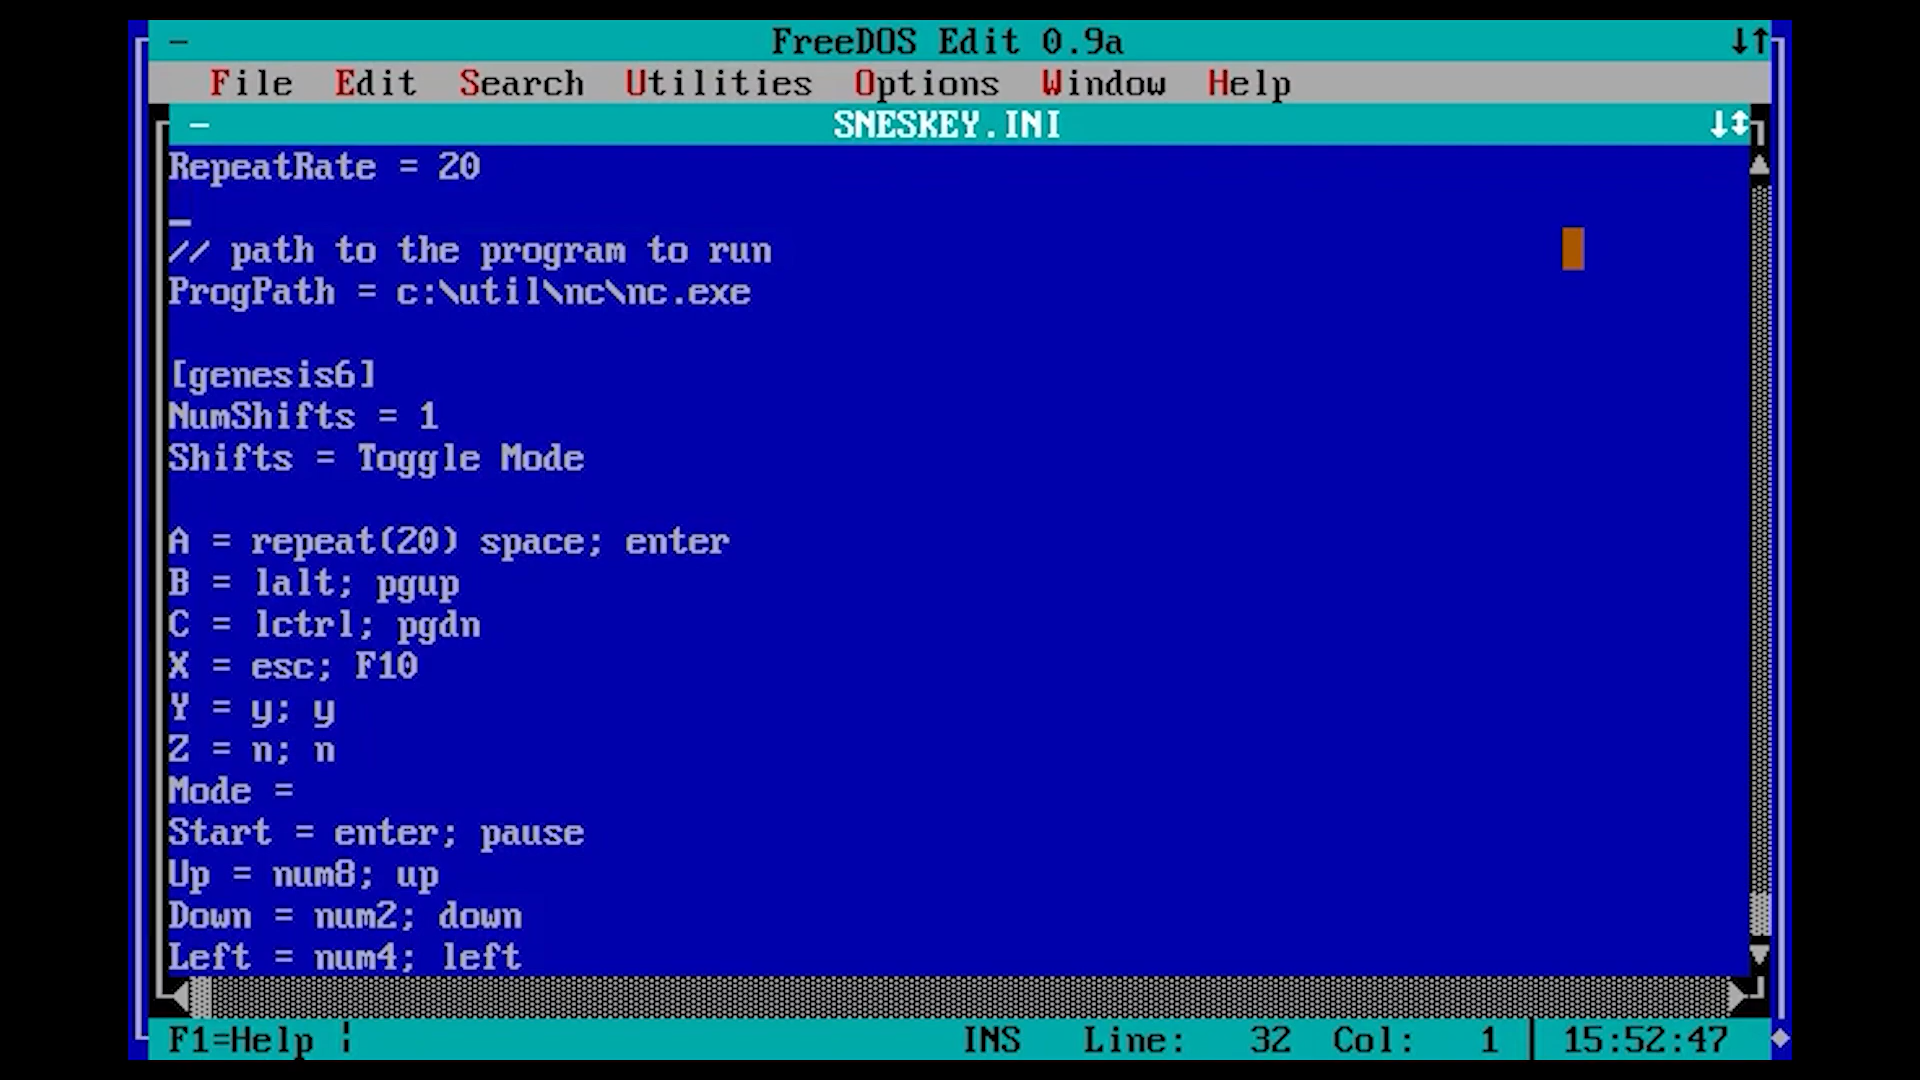 FreeDOS Edit 0.9a
File Edit Search Utilities Options Window Help
SNESKEY.INI
RepeatRate = 20
// path to the program to run
ProgPath = c:\util\nc\nc.exe
[genesis6]
NumShifts = 1
Shifts = Toggle Mode
A = repeat(20) space; enter
B = lalt; pgup
C = lctrl; pgdn
X = esc; F10
Y = y; y
Z = n; n
Mode =
Start = enter; pause
Up = num8; up
Down = num2; down
Left = num4; left
F1=Help ¦ INS Line: 32 Col: 1 | 15:52:47